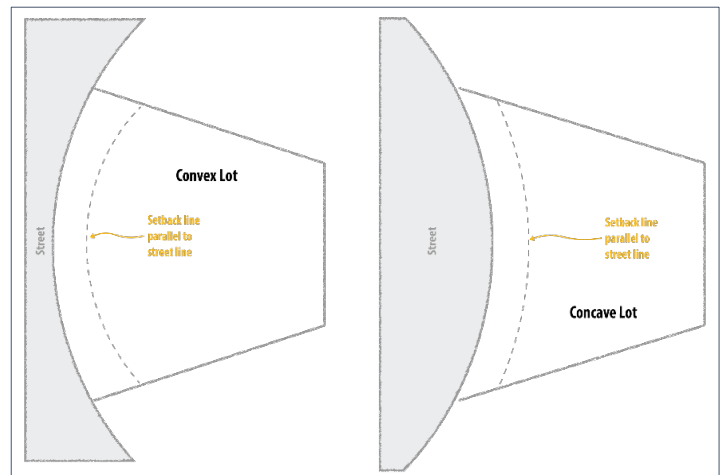 Street
Convex Lot
Setback line
parallel to
street line
Street
Setback line
parallel to
street line
Concave Lot